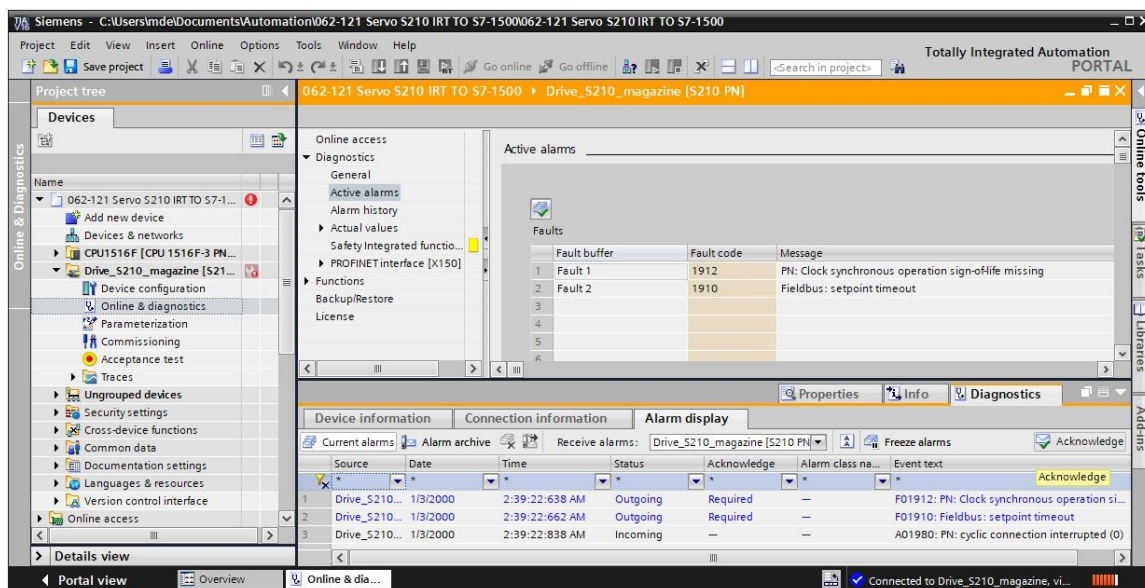 Siemens - C:\Users\mde\Documents\Automation\062-121 Servo S210 IRT TO S7-1500\062-121 Servo S210 IRT TO S7-1500
Project Edit View Insert Online Options Tools Window Help
Save project Go online Go offline <Search in project>
Totally Integrated Automation
PORTAL
Project tree
Devices
Name
062-121 Servo S210 IRT TO S7-1...
Add new device
Devices & networks
CPU1516F [CPU 1516F-3 PN...
Drive_S210_magazine [S21...
Device configuration
Online & diagnostics
Parameterization
Commissioning
Acceptance test
Traces
Ungrouped devices
Security settings
Cross-device functions
Common data
Documentation settings
Languages & resources
Version control interface
Online access
Details view
Online & Diagnostics
062-121 Servo S210 IRT TO S7-1500 Drive_S210_magazine [S210 PN]
Online access
Diagnostics
General
Active alarms
Alarm history
Actual values
Safety Integrated functio...
PROFINET interface [X150]
Functions
Backup/Restore
License
Active alarms
Faults
Fault buffer Fault code Message
1 Fault 1 1912 PN: Clock synchronous operation sign-of-life missing
2 Fault 2 1910 Fieldbus: setpoint timeout
3
4
5
6
Properties Info Diagnostics
Device information Connection information Alarm display
Current alarms Alarm archive Receive alarms: Drive_S210_magazine [S210 PN Freeze alarms Acknowledge
Source Date Time Status Acknowledge Alarm class na... Event text
* * * * * * *
Acknowledge
1 Drive_S210... 1/3/2000 2:39:22:638 AM Outgoing Required — F01912: PN: Clock synchronous operation si...
2 Drive_S210... 1/3/2000 2:39:22:662 AM Outgoing Required — F01910: Fieldbus: setpoint timeout
3 Drive_S210... 1/3/2000 2:39:22:838 AM Incoming — — A01980: PN: cyclic connection interrupted (0)
Online tools
Tasks
Libraries
Add-ins
Portal view Overview Online & dia... Connected to Drive_S210_magazine, vi...